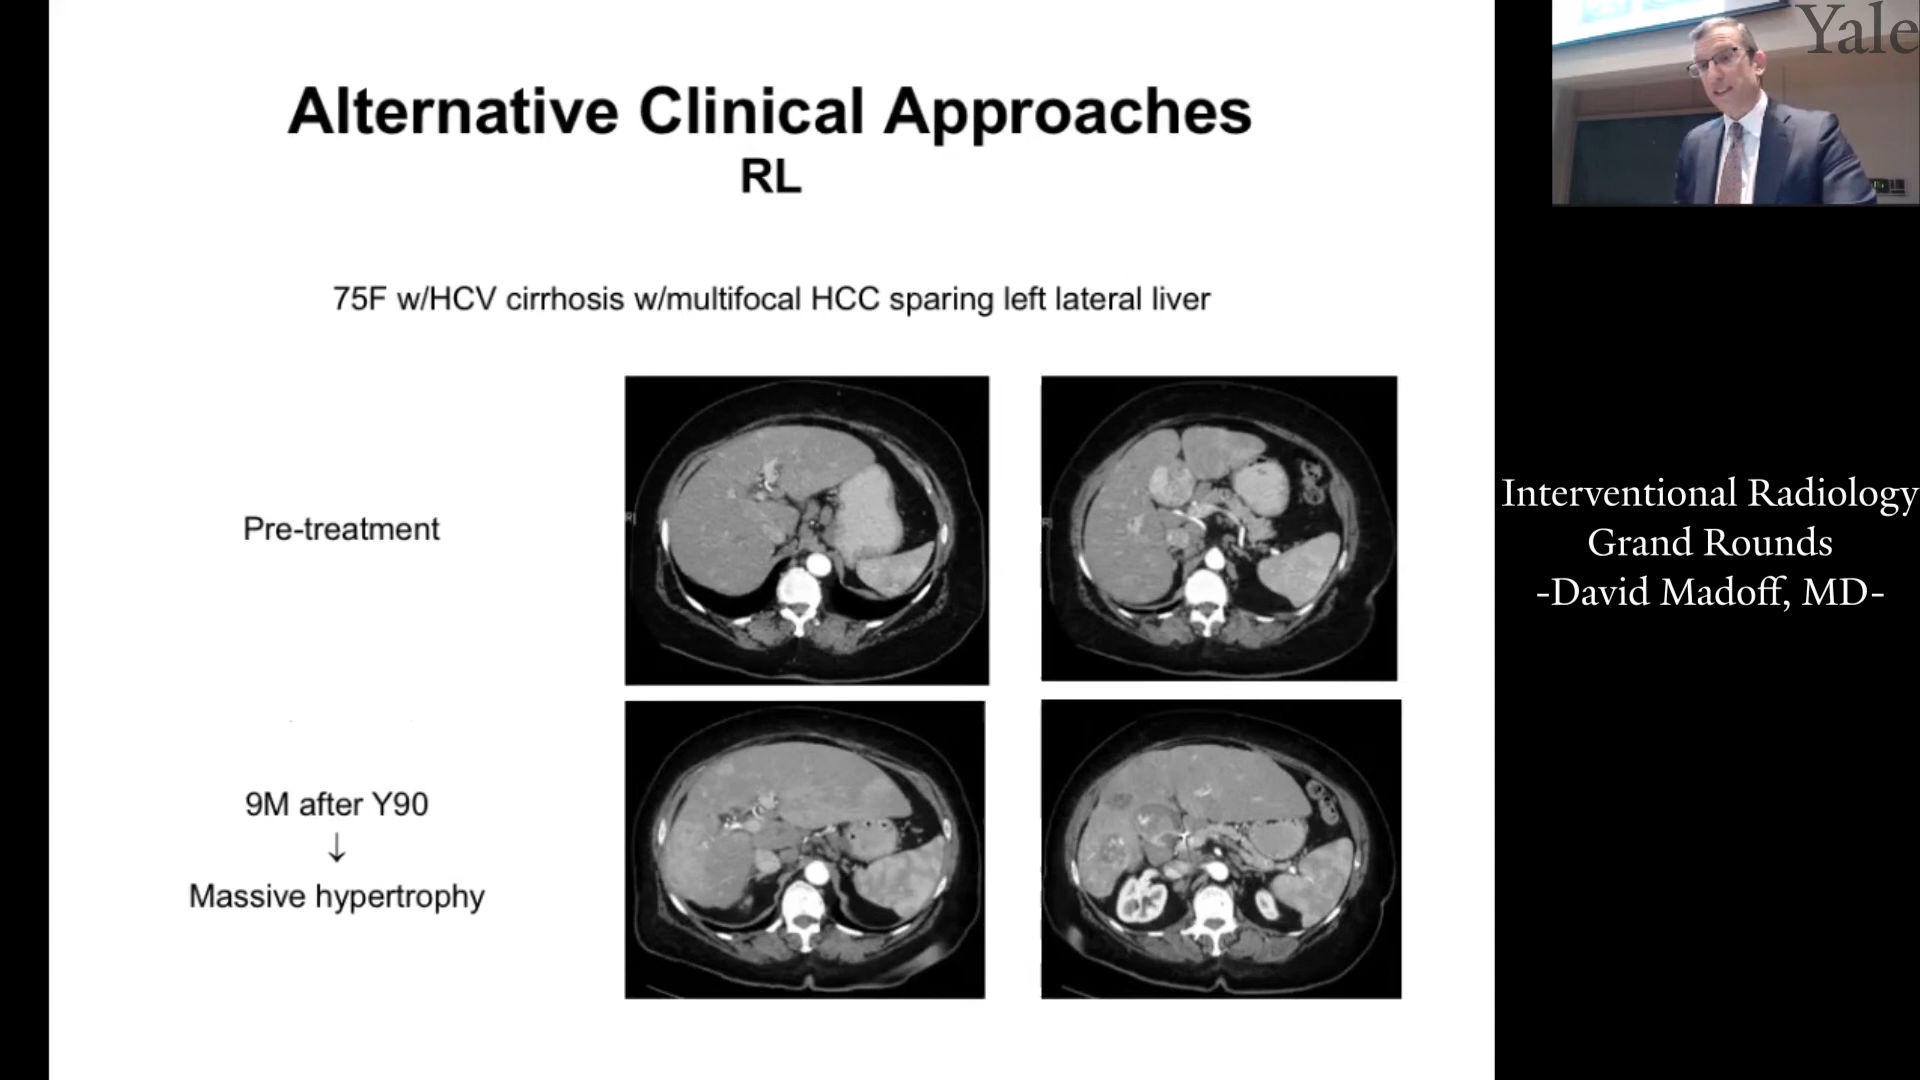 Alternative Clinical Approaches
RL
75F w/HCV cirrhosis w/multifocal HCC sparing left lateral liver
Pre-treatment
9M after Y90
↓
Massive hypertrophy
Yale
Interventional Radiology
Grand Rounds
-David Madoff, MD-